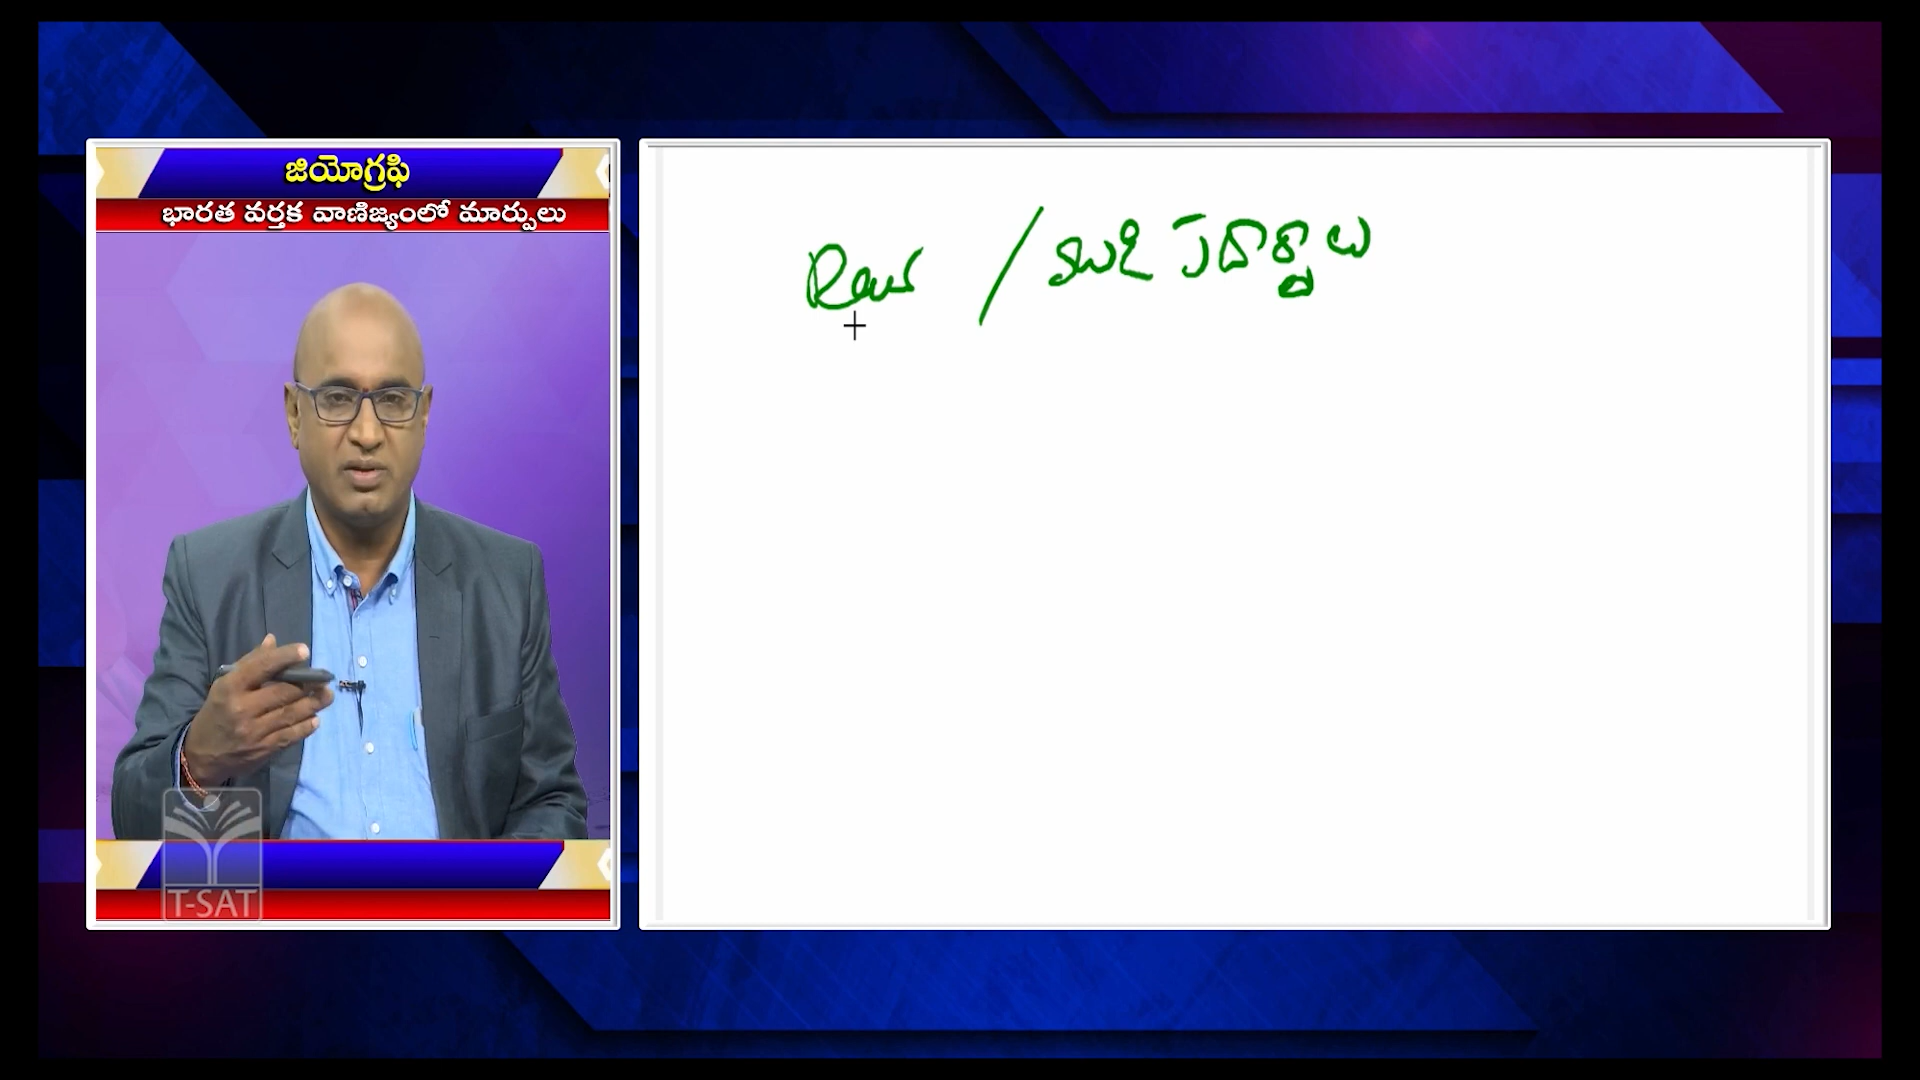 జియోగ్రఫి
భారత వర్తక వాణిజ్యంలో మార్పులు
Raw / ముడి పదార్థాలు
T-SAT